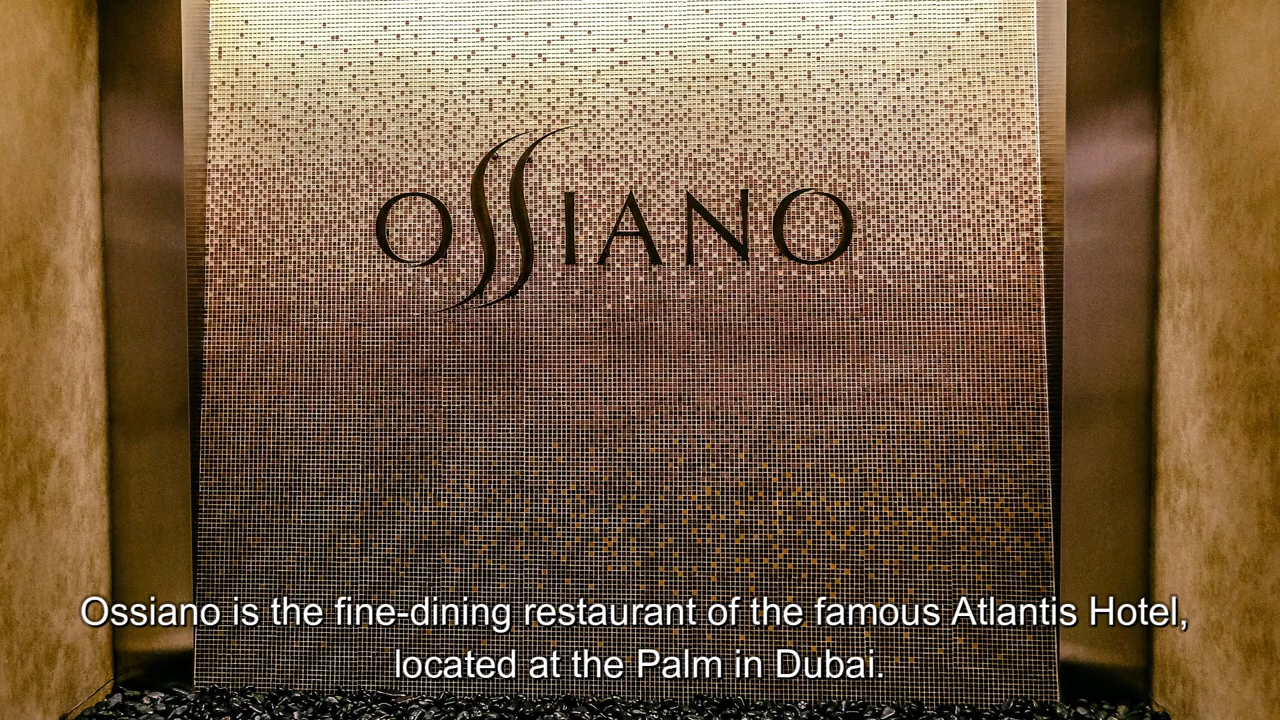 OSSIANO
Ossiano is the fine-dining restaurant of the famous Atlantis Hotel,
located at the Palm in Dubai.